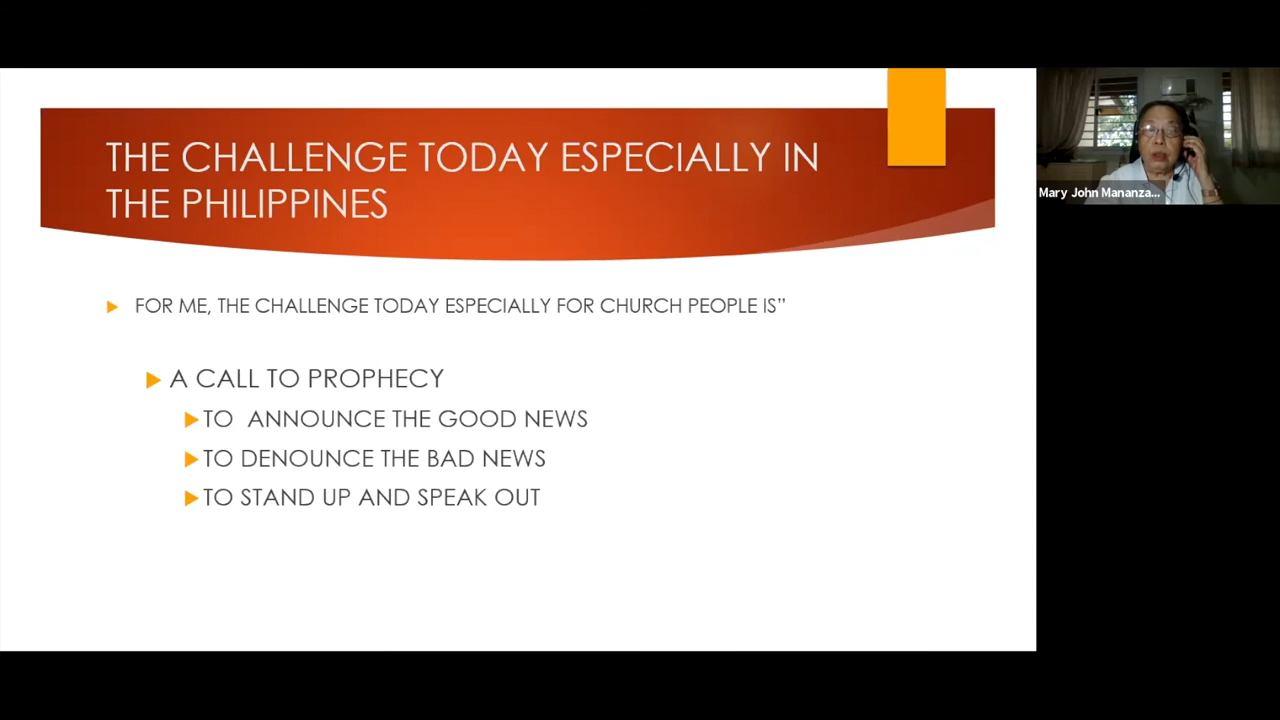 THE CHALLENGE TODAY ESPECIALLY IN
THE PHILIPPINES
FOR ME, THE CHALLENGE TODAY ESPECIALLY FOR CHURCH PEOPLE IS”
A CALL TO PROPHECY
TO ANNOUNCE THE GOOD NEWS
TO DENOUNCE THE BAD NEWS
TO STAND UP AND SPEAK OUT
Mary John Mananza...